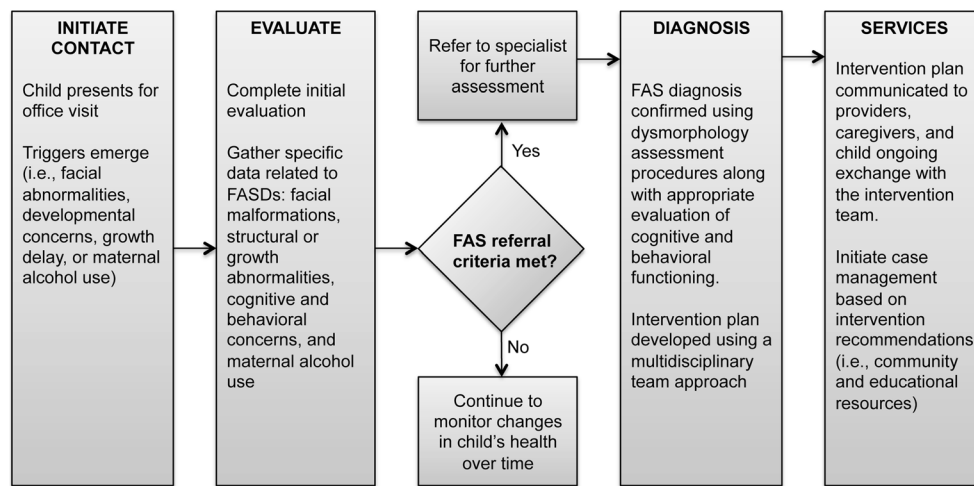 INITIATE
CONTACT
Child presents for
office visit
Triggers emerge
(i.e., facial
abnormalities,
developmental
concerns, growth
delay, or maternal
alcohol use)
EVALUATE
Complete initial
evaluation
Gather specific
data related to
FASDs: facial
malformations,
structural or
growth
abnormalities,
cognitive and
behavioral
concerns, and
maternal alcohol
use
Refer to specialist
for further
assessment
Yes
FAS referral
criteria met?
No
Continue to
monitor changes
in child's health
over time
DIAGNOSIS
FAS diagnosis
confirmed using
dysmorphology
assessment
procedures along
with appropriate
evaluation of
cognitive and
behavioral
functioning.
Intervention plan
developed using a
multidisciplinary
team approach
SERVICES
Intervention plan
communicated to
providers,
caregivers, and
child ongoing
exchange with
the intervention
team.
Initiate case
management
based on
intervention
recommendations
(i.e., community
and educational
resources)